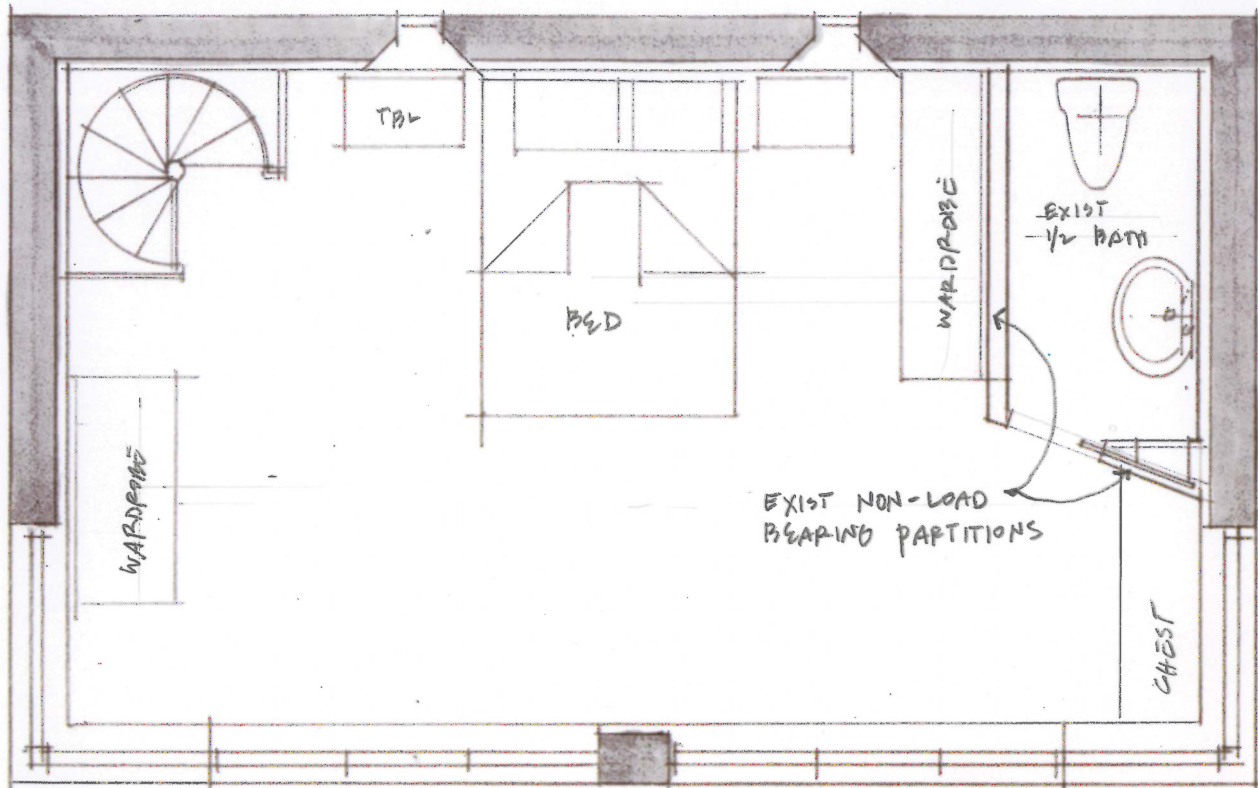 TBL
BED
WARDROBE
EXIST
1/2 BATH
WARDROBE
EXIST NON-LOAD
BEARING PARTITIONS
CHEST